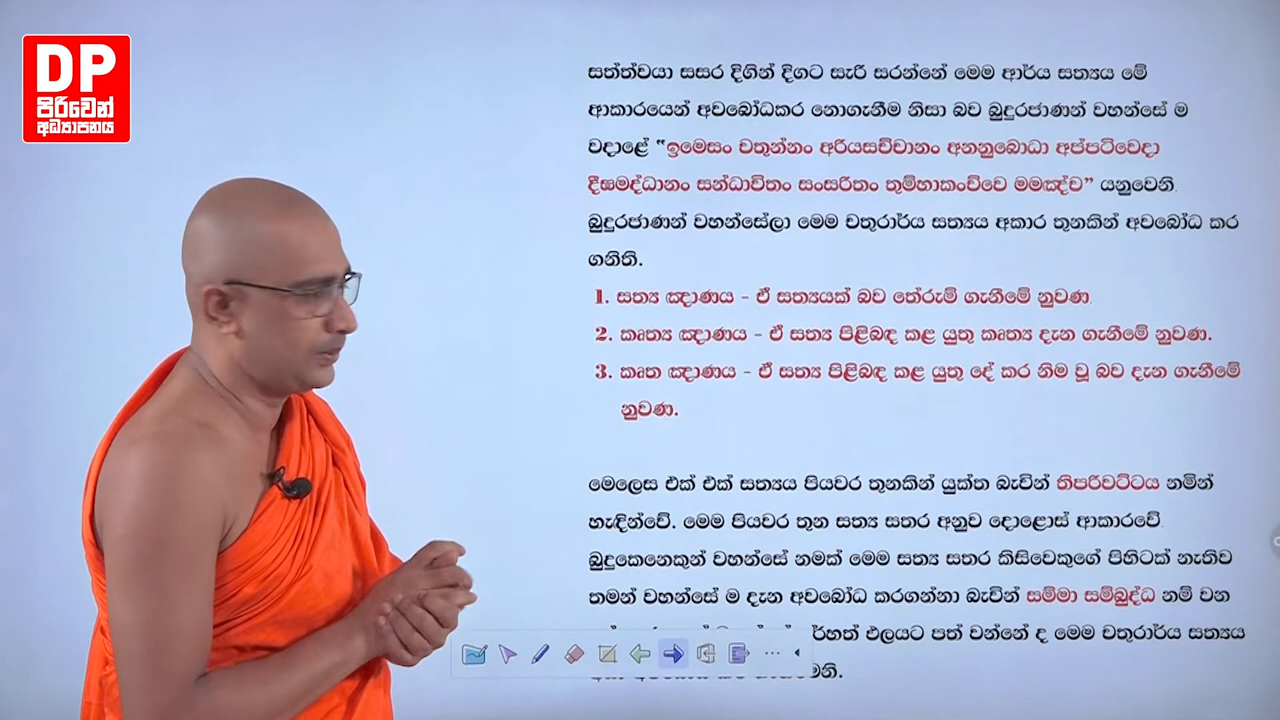 DP
පිරිවෙන්
අධ්‍යාපනය
සත්ත්වයා සසර දිගින් දිගට සැරි සරන්නේ මෙම ආර්ය සත්‍යය මේ
ආකාරයෙන් අවබෝධකර නොගැනීම නිසා බව බුදුරජාණන් වහන්සේ ම
වදාළේ “ඉමෙසං චතුන්නං අරියසච්චානං අනනුබොධා අප්පටිවෙදා
දීඝමද්ධානං සන්ධාවිතං සංසරිතං තුම්හාකංචිවෙ මමඤ්ච” යනුවෙනි.
බුදුරජාණන් වහන්සේලා මෙම චතුරාර්ය සත්‍යය අකාර තුනකින් අවබෝධ කර
ගනිති.
1. සත්‍ය ඤාණය - ඒ සත්‍යයක් බව තේරුම් ගැනීමේ නුවණ.
2. කෘත්‍ය ඤාණය - ඒ සත්‍ය පිළිබඳ කළ යුතු කෘත්‍ය දැන ගැනීමේ නුවණ.
3. කෘත ඤාණය - ඒ සත්‍ය පිළිබඳ කළ යුතු දේ කර නිම වූ බව දැන ගැනීමේ
නුවණ.
මෙලෙස එක් එක් සත්‍යය පියවර තුනකින් යුක්ත බැවින් තිපරිවට්ටය නමින්
හැඳින්වේ. මෙම පියවර තුන සත්‍ය සතර අනුව දොළොස් ආකාරවේ.
බුදුකෙනෙකුන් වහන්සේ නමක් මෙම සත්‍ය සතර කිසිවෙකුගේ පිහිටක් නැතිව
තමන් වහන්සේ ම දැන අවබෝධ කරගන්නා බැවින් සම්මා සම්බුද්ධ නම් වන
ඵලයට පත් වන්නේ ද මෙම චතුරාර්ය සත්‍යය